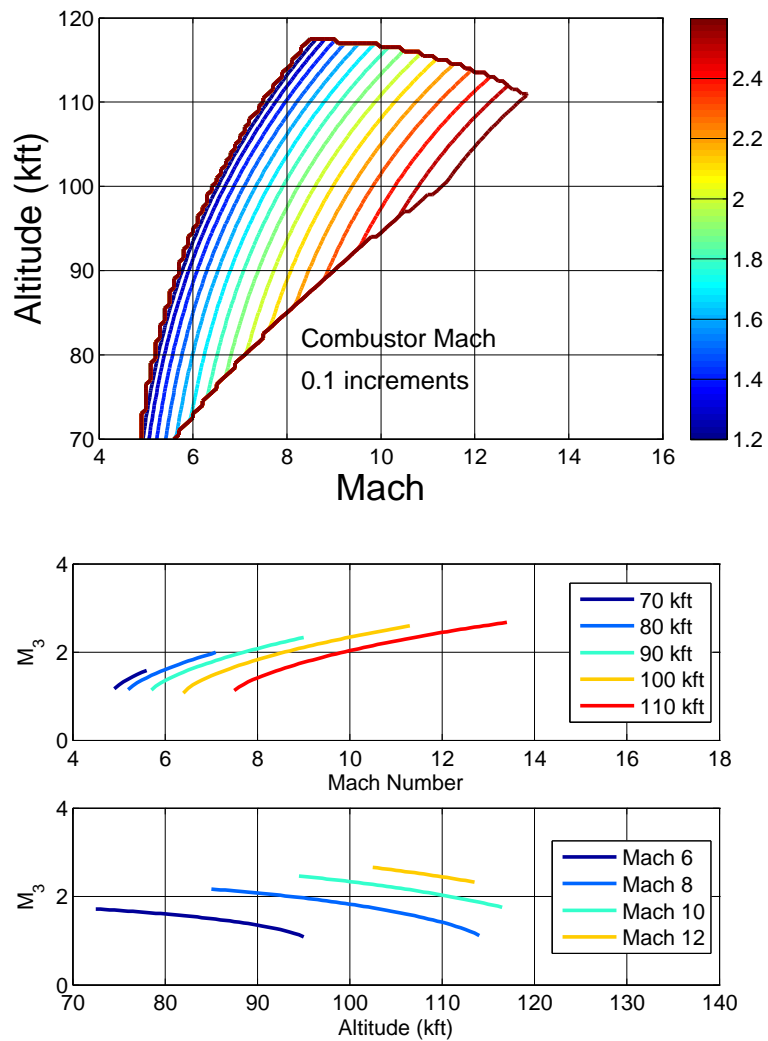 120
110
100
90
80
70
Altitude (kft)
4
6
8
10
12
14
16
Mach
Combustor Mach
0.1 increments
2.4
2.2
2
1.8
1.6
1.4
1.2
4
2
0
M3
4
6
8
10
12
14
16
18
Mach Number
70 kft
80 kft
90 kft
100 kft
110 kft
4
2
0
M3
70
80
90
100
110
120
130
140
Altitude (kft)
Mach 6
Mach 8
Mach 10
Mach 12